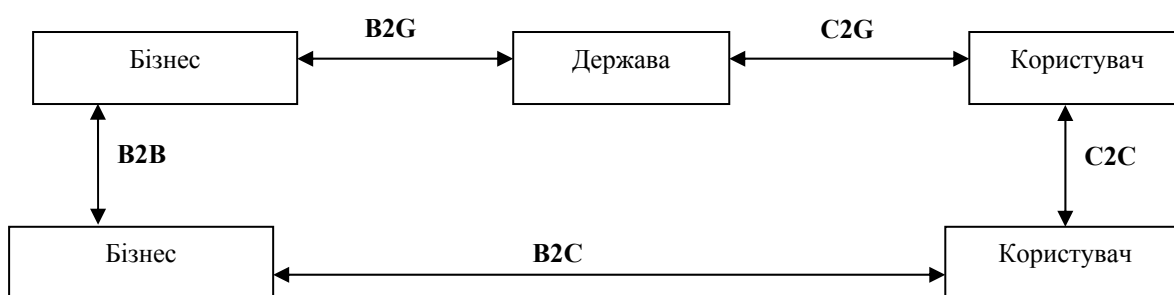 B2G
C2G
Бізнес
Держава
Користувач
B2B
C2C
Бізнес
B2C
Користувач